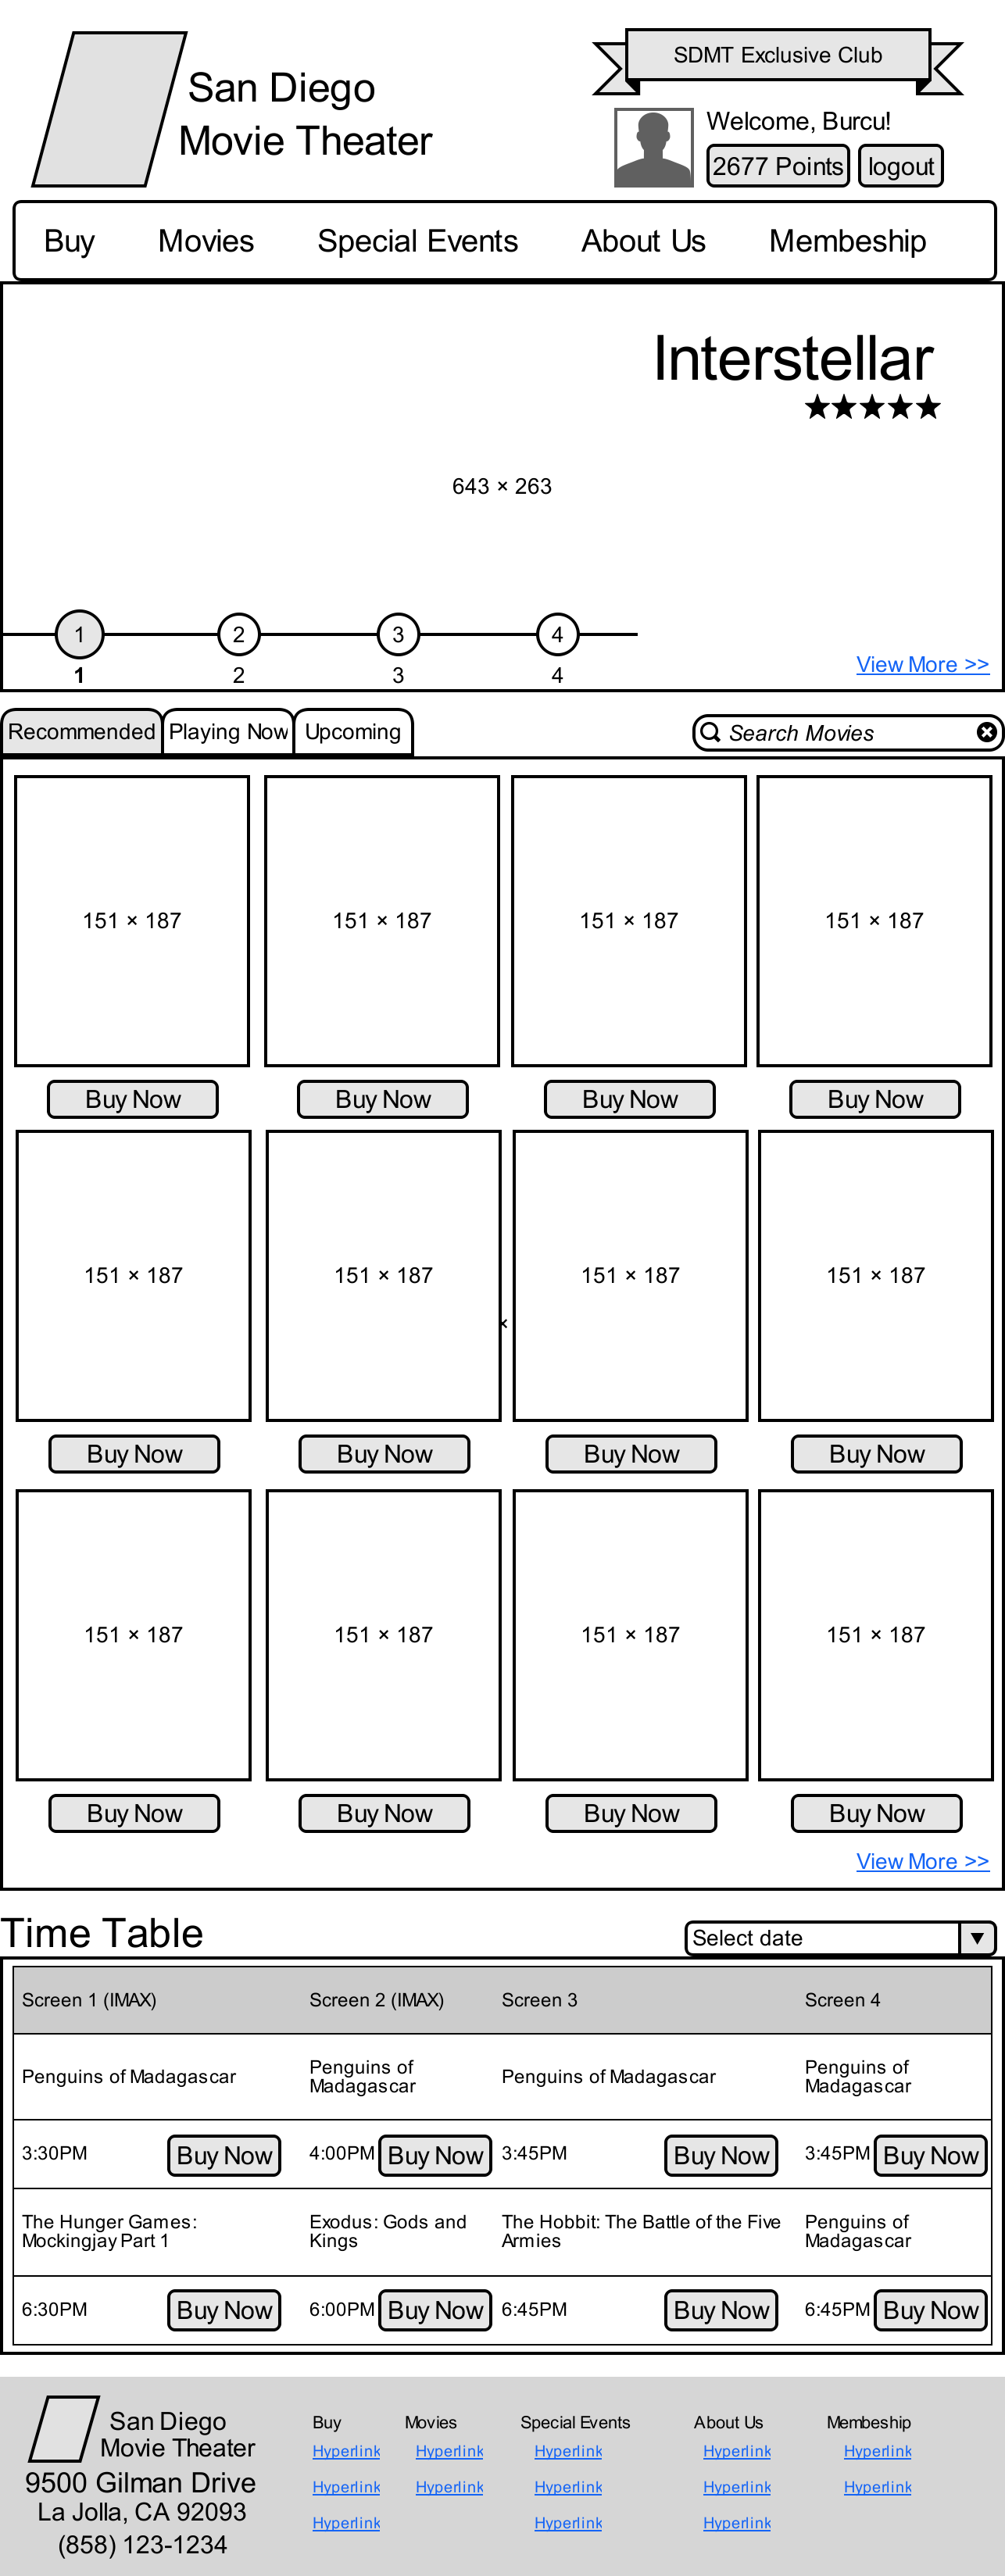 San Diego
Movie Theater
SDMT Exclusive Club
Welcome, Burcu!
2677 Points logout
Buy Movies Special Events About Us Membeship
Interstellar
★★★★★
643 × 263
1 2 3 4
1 2 3 4
View More >>
Recommended Playing Now Upcoming Search Movies
151 × 187 151 × 187 151 × 187 151 × 187
Buy Now Buy Now Buy Now Buy Now
151 × 187 151 × 187 151 × 187 151 × 187
Buy Now Buy Now Buy Now Buy Now
151 × 187 151 × 187 151 × 187 151 × 187
Buy Now Buy Now Buy Now Buy Now
View More >>
Time Table Select date
Screen 1 (IMAX) Screen 2 (IMAX) Screen 3 Screen 4
Penguins of Madagascar Penguins of Madagascar Penguins of Madagascar Penguins of Madagascar
3:30PM Buy Now 4:00PM Buy Now 3:45PM Buy Now 3:45PM Buy Now
The Hunger Games: Mockingjay Part 1 Exodus: Gods and Kings The Hobbit: The Battle of the Five Armies Penguins of Madagascar
6:30PM Buy Now 6:00PM Buy Now 6:45PM Buy Now 6:45PM Buy Now
San Diego
Movie Theater
9500 Gilman Drive
La Jolla, CA 92093
(858) 123-1234
Buy Movies Special Events About Us Membeship
Hyperlink Hyperlink Hyperlink Hyperlink Hyperlink
Hyperlink Hyperlink Hyperlink Hyperlink Hyperlink
Hyperlink Hyperlink Hyperlink